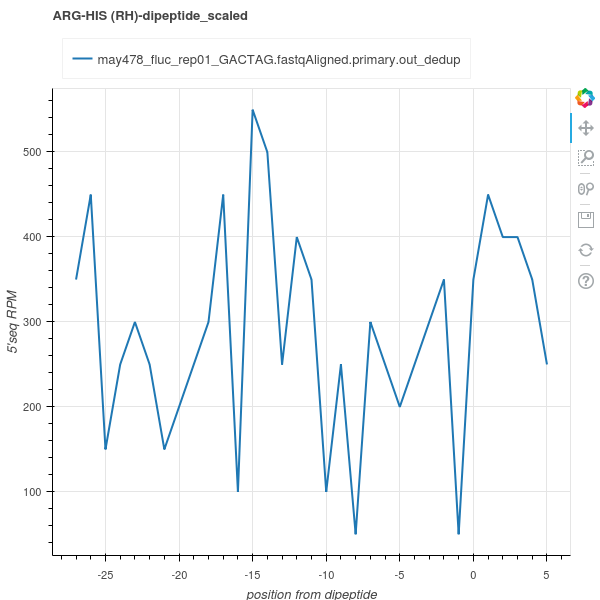 ARG-HIS (RH)-dipeptide_scaled
may478_fluc_rep01_GACTAG.fastqAligned.primary.out_dedup
500
400
300
200
100
5'seq RPM
-25 -20 -15 -10 -5 0 5
position from dipeptide